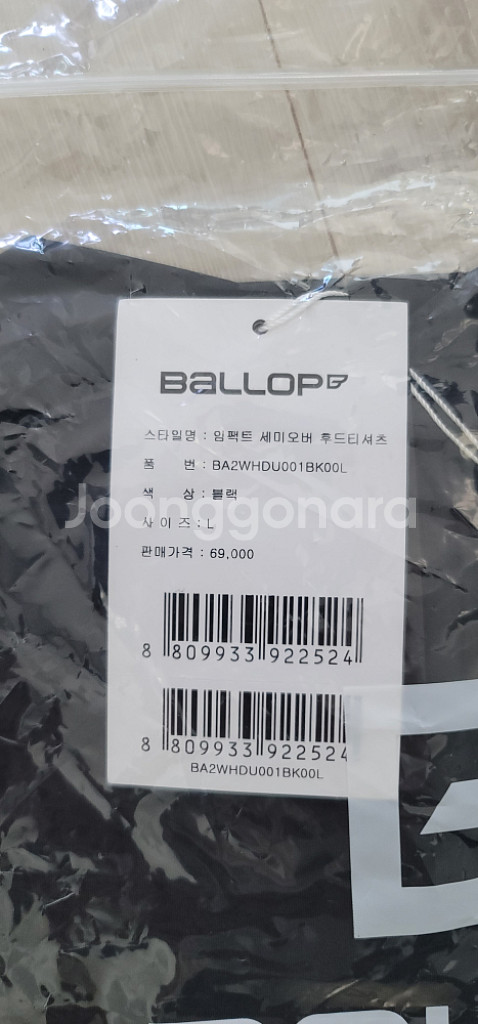 BALLOP
스타일명 : 임팩트 세미오버 후드티셔츠
품 번 : BA2WHDU001BK00L
색 상 : 블랙
Joonggonara
사 이 즈 : L
판매가격 : 69,000
8 809933 922524
8 809933 922524
BA2WHDU001BK00L